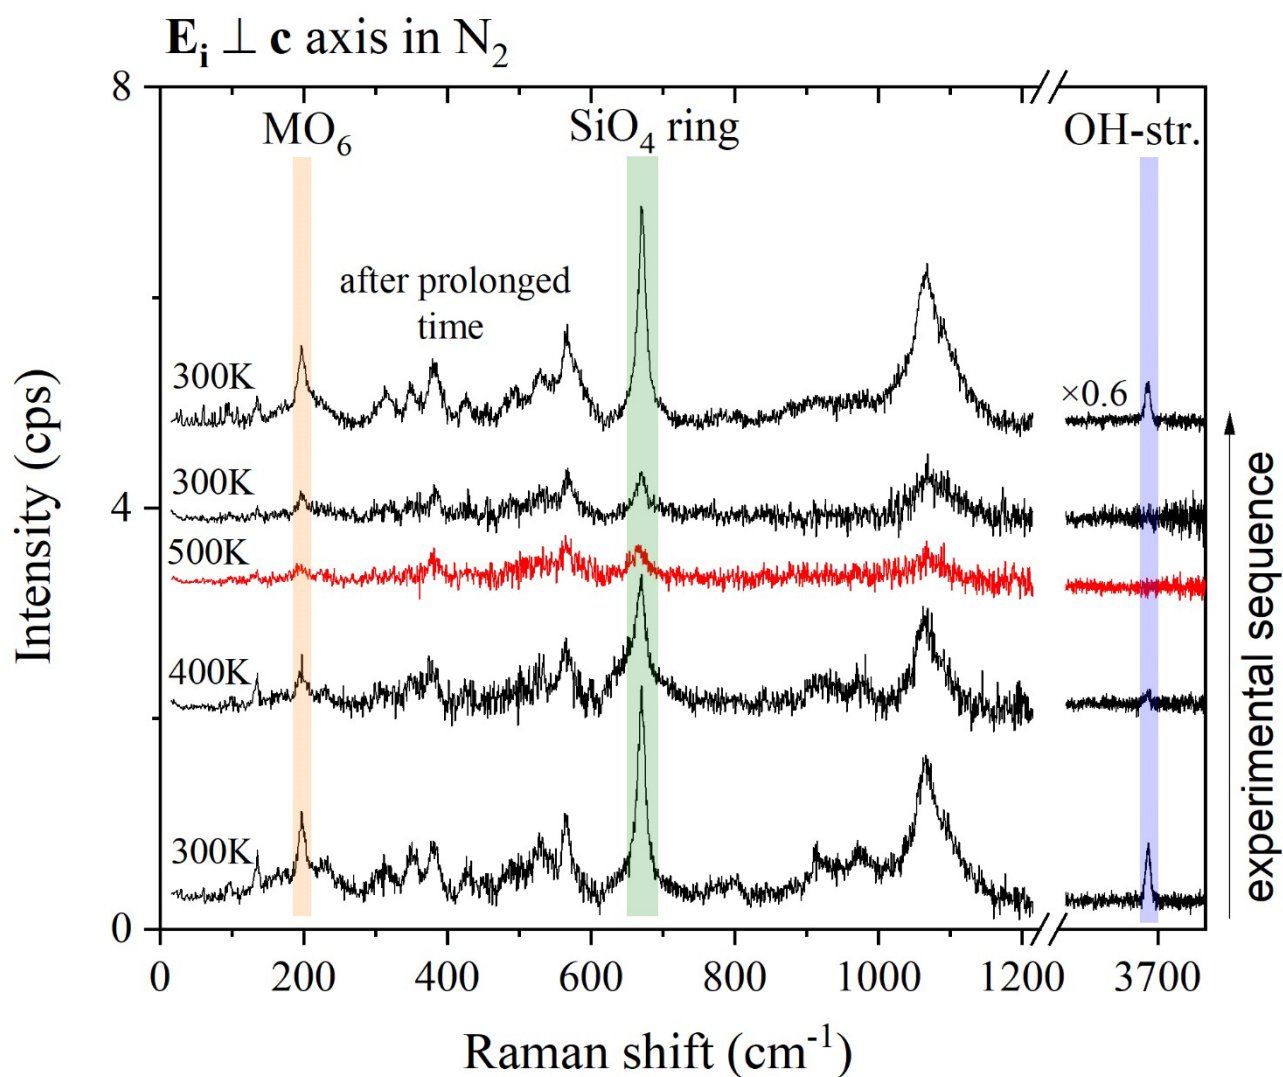 E_i ⊥ c axis in N₂
8
MO₆
SiO₄ ring
OH-str.
after prolonged
time
300K
×0.6
300K
4
500K
400K
300K
0
0 200 400 600 800 1000 1200 3700
Raman shift (cm⁻¹)
Intensity (cps)
experimental sequence